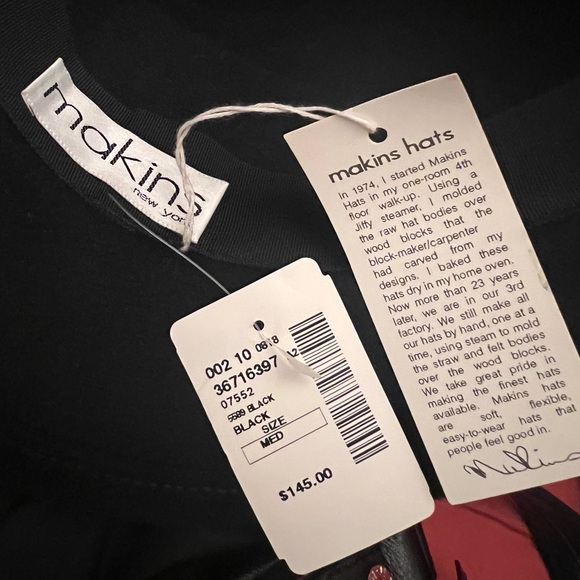 makins
new york
makins hats
In 1974, I started Makins
Hats in my one-room 4th
floor walk-up. Using a
Jiffy steamer, I molded
the raw hat bodies over
wood blocks that the
block-maker/carpenter
had carved from my
designs. I baked these
hats dry in my home oven.
Now more than 23 years
later, we are in our 3rd
factory. We still make all
our hats by hand, one at a
time, using steam to mold
the straw and felt bodies
over the wood blocks.
We take great pride in
making the finest hats
available. Makins hats
are soft, flexible,
easy-to-wear hats that
people feel good in.
002 10
36716397
07552
5589 BLACK
BLACK
SIZE
MED
$145.00